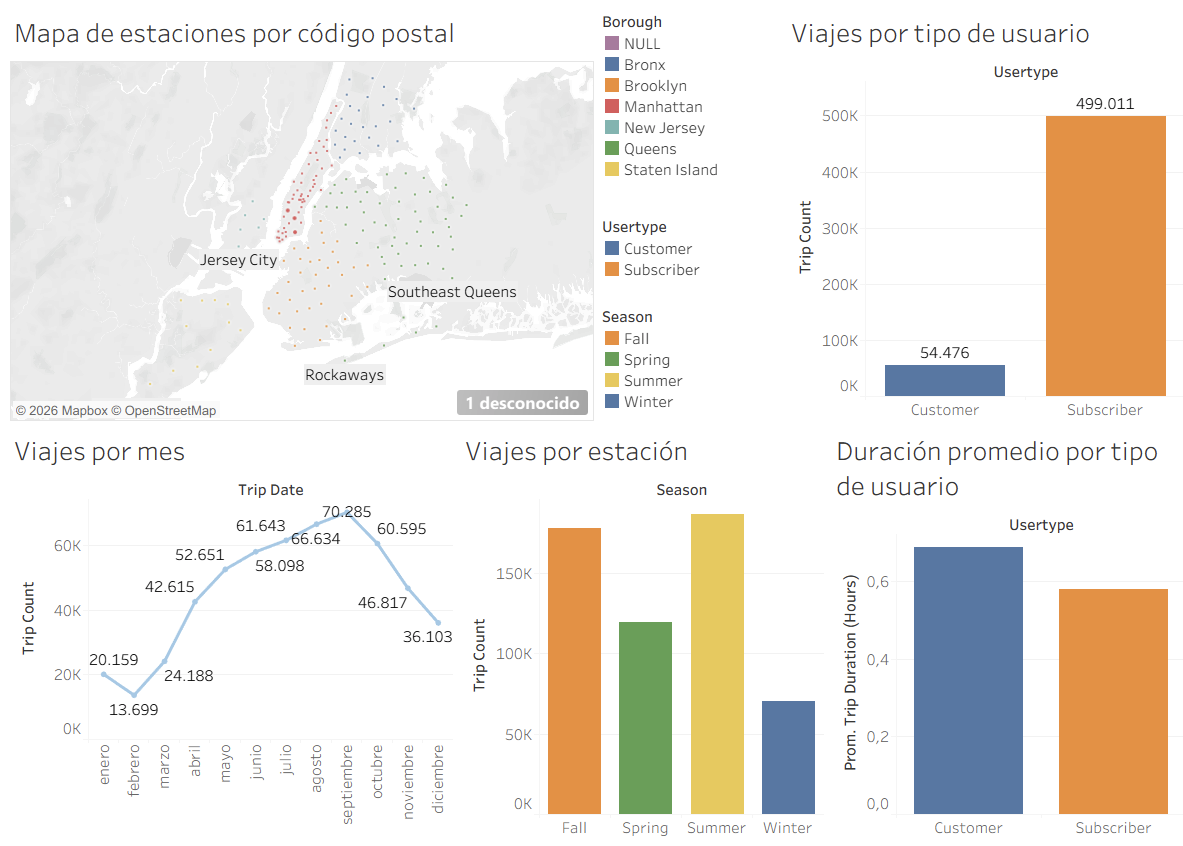 Mapa de estaciones por código postal
Jersey City
Southeast Queens
Rockaways
1 desconocido
© 2026 Mapbox © OpenStreetMap
Borough
NULL
Bronx
Brooklyn
Manhattan
New Jersey
Queens
Staten Island
Usertype
Customer
Subscriber
Season
Fall
Spring
Summer
Winter
Viajes por tipo de usuario
Usertype
499.011
500K
400K
300K
200K
100K
0K
Trip Count
54.476
Customer
Subscriber
Viajes por mes
Trip Date
60K
40K
20K
0K
Trip Count
20.159
13.699
24.188
42.615
52.651
58.098
61.643
66.634
70.285
60.595
46.817
36.103
enero
febrero
marzo
abril
mayo
junio
julio
agosto
septiembre
octubre
noviembre
diciembre
Viajes por estación
Season
150K
100K
50K
0K
Trip Count
Fall
Spring
Summer
Winter
Duración promedio por tipo
de usuario
Usertype
0,6
0,4
0,2
0,0
Prom. Trip Duration (Hours)
Customer
Subscriber